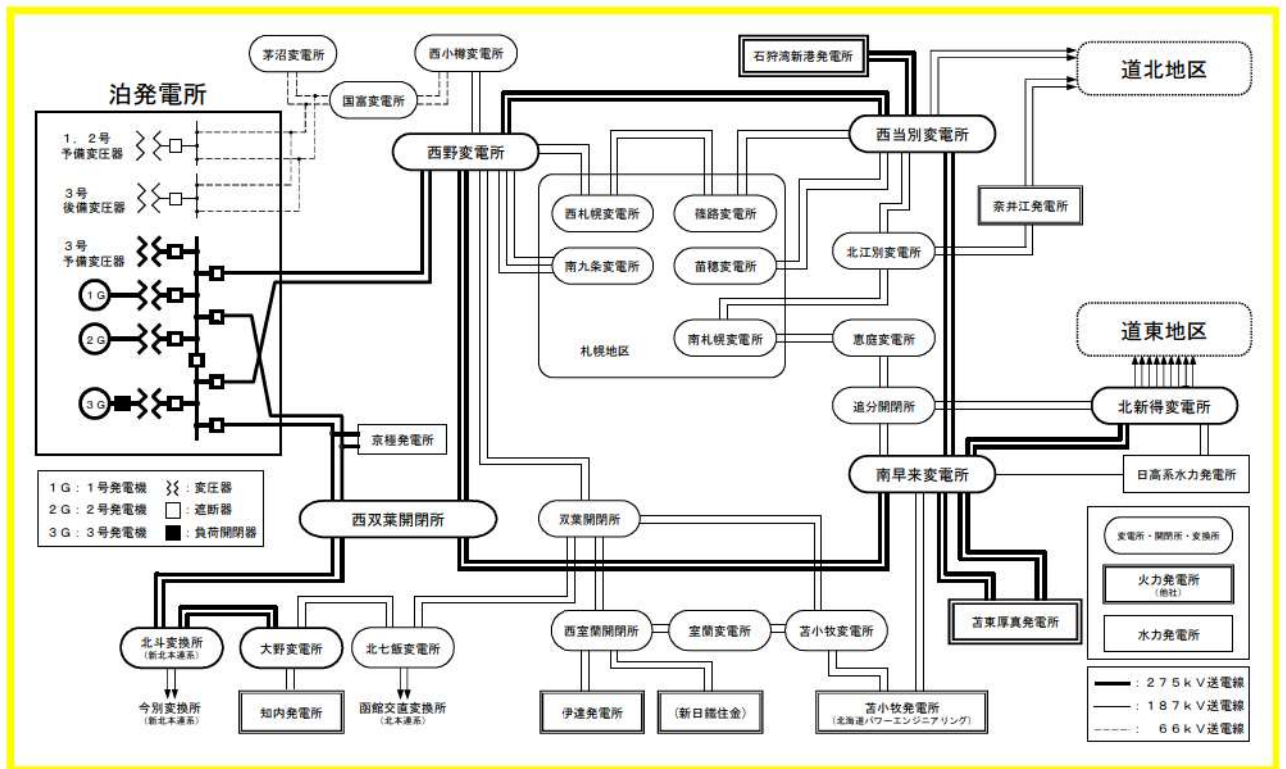 茅沼変電所
西小樽変電所
国富変電所
石狩湾新港発電所
道北地区
泊発電所
1.2号
予備変圧器
3号
後備変圧器
3号
予備変圧器
1G
2G
3G
西野変電所
西当別変電所
西札幌変電所
篠路変電所
南九条変電所
苗穂変電所
北江別変電所
奈井江発電所
南札幌変電所
札幌地区
恵庭変電所
道東地区
追分開閉所
北新得変電所
京極発電所
南早来変電所
日高系水力発電所
1G:1号発電機
:変圧器
2G:2号発電機
:遮断器
3G:3号発電機
:負荷開閉器
西双葉開閉所
双葉開閉所
変電所・開閉所・変換所
火力発電所
(他社)
水力発電所
苫東厚真発電所
北斗変換所
(新北本連系)
大野変電所
北七飯変電所
西室蘭開閉所
室蘭変電所
苫小牧変電所
今別変換所
(新北本連系)
知内発電所
函館交直変換所
(北本連系)
伊達発電所
(新日鐵住金)
苫小牧発電所
(北海道パワーエンジニアリング)
:275kV送電線
:187kV送電線
: 66kV送電線